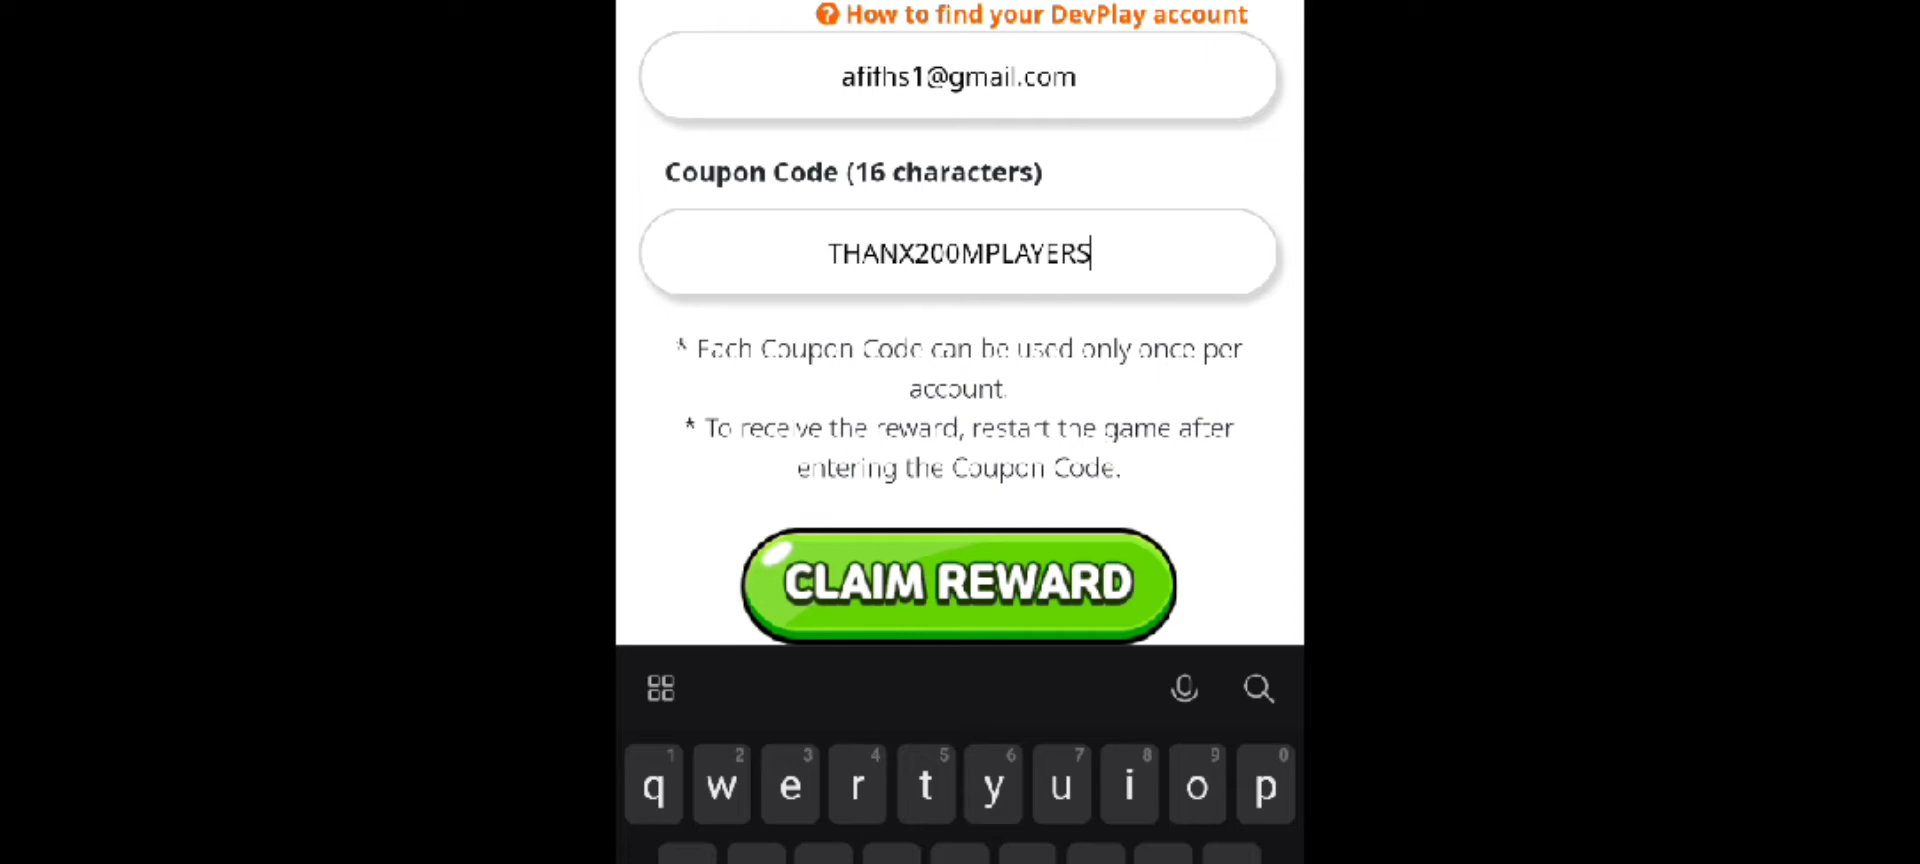 How to find your DevPlay account
afifhs1@gmail.com
Coupon Code (16 characters)
THANX200MPLAYERS
* Each Coupon Code can be used only once per
account.
* To receive the reward, restart the game after
entering the Coupon Code.
CLAIM REWARD
1 2 3 4 5 6 7 8 9 0
q w e r t y u i o p